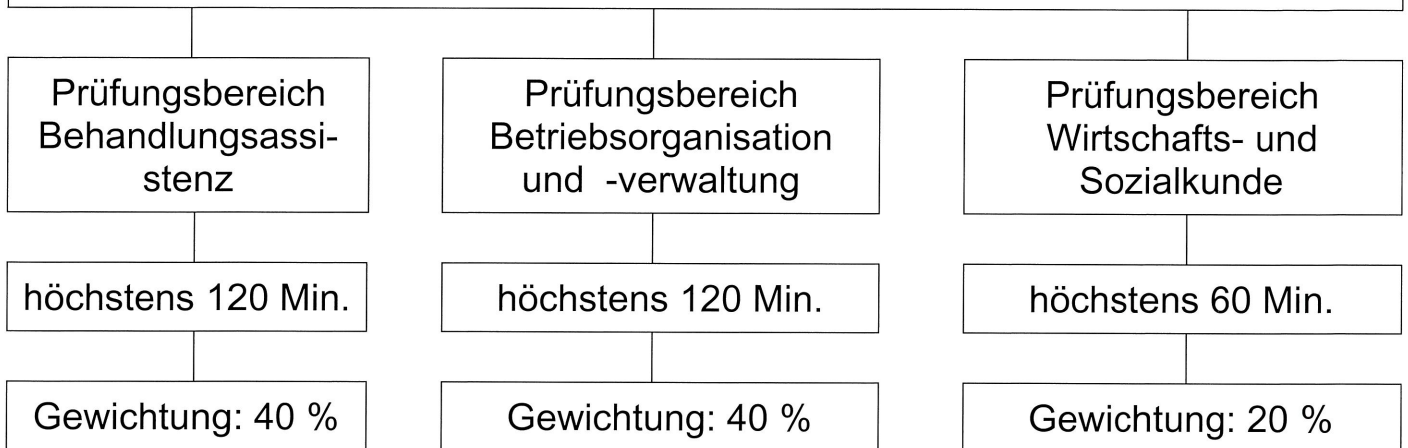 Prüfungsbereich
Behandlungsassi-
stenz
Prüfungsbereich
Betriebsorganisation
und -verwaltung
Prüfungsbereich
Wirtschafts- und
Sozialkunde
höchstens 120 Min.
höchstens 120 Min.
höchstens 60 Min.
Gewichtung: 40 %
Gewichtung: 40 %
Gewichtung: 20 %